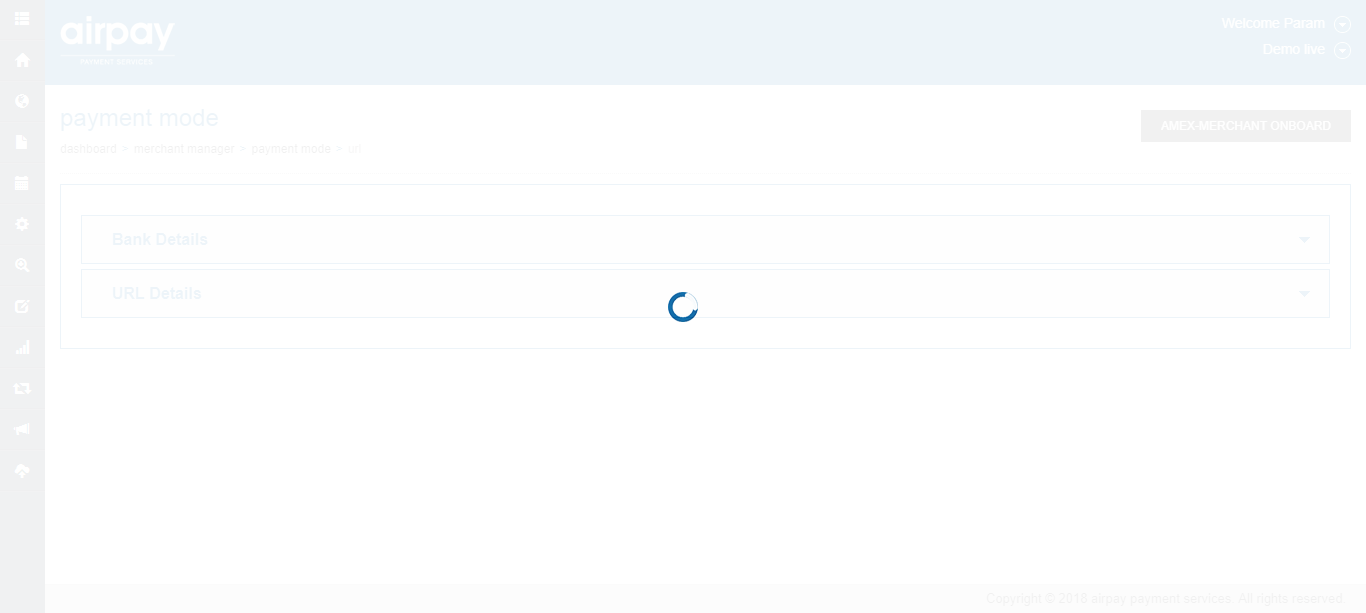 airpay
PAYMENT SERVICES
Welcome Param
Demo live
payment mode
AMEX-MERCHANT ONBOARD
dashboard > merchant manager > payment mode > url
Bank Details
URL Details
Copyright © 2018 airpay payment services. All rights reserved.